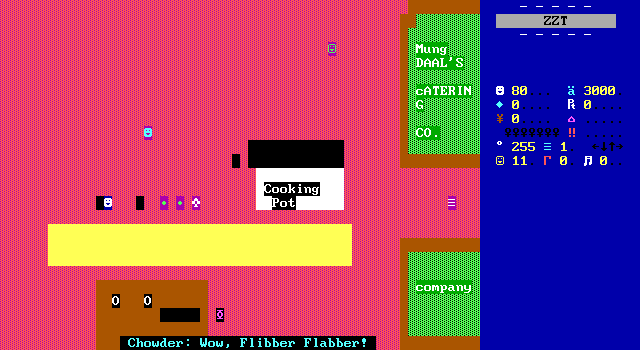 ZZT
Mung
DAAL'S
cATERIN
G
CO.
80 ä 3000
0 R 0
0
255 1
11 0 0
Cooking
Pot
company
O O
Chowder: Wow, Flibber Flabber!